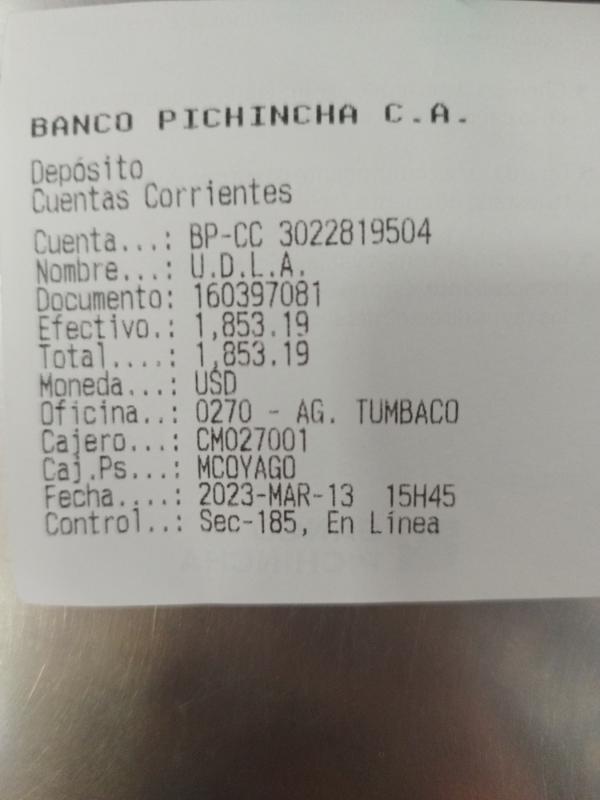 BANCO PICHINCHA C.A.
Depósito
Cuentas Corrientes
Cuenta...: BP-CC 3022819504
Nombre...: U.D.L.A.
Documento: 160397081
Efectivo.: 1,853.19
Total....: 1,853.19
Moneda...: USD
Oficina..: 0270 - AG. TUMBACO
Cajero...: CM027001
Caj.Ps...: MCOYAGO
Fecha....: 2023-MAR-13 15H45
Control..: Sec-185, En Línea